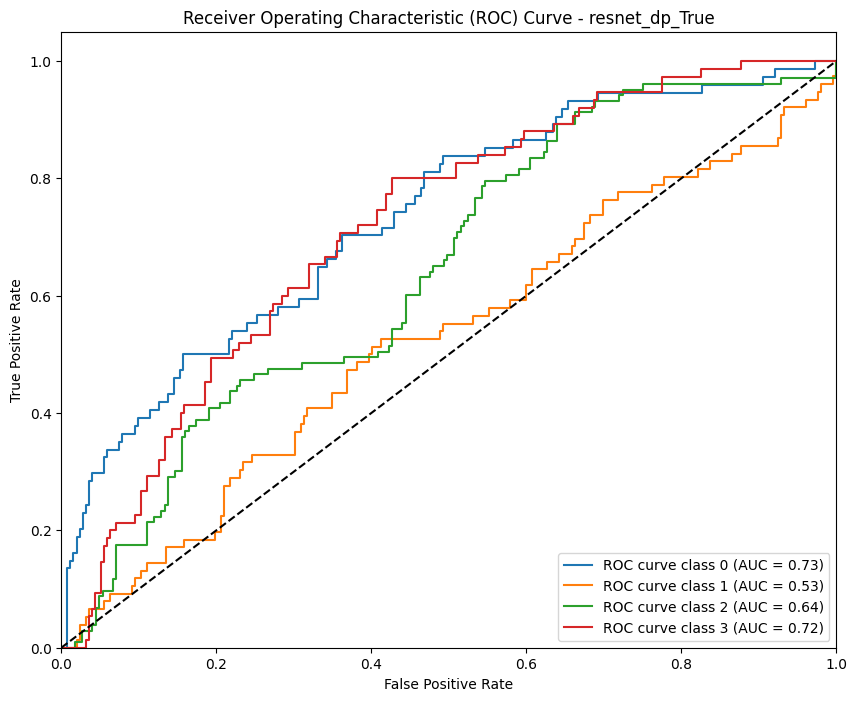 Receiver Operating Characteristic (ROC) Curve - resnet_dp_True
True Positive Rate
1.0
0.8
0.6
0.4
0.2
0.0
ROC curve class 0 (AUC = 0.73)
ROC curve class 1 (AUC = 0.53)
ROC curve class 2 (AUC = 0.64)
ROC curve class 3 (AUC = 0.72)
0.0 0.2 0.4 0.6 0.8 1.0
False Positive Rate